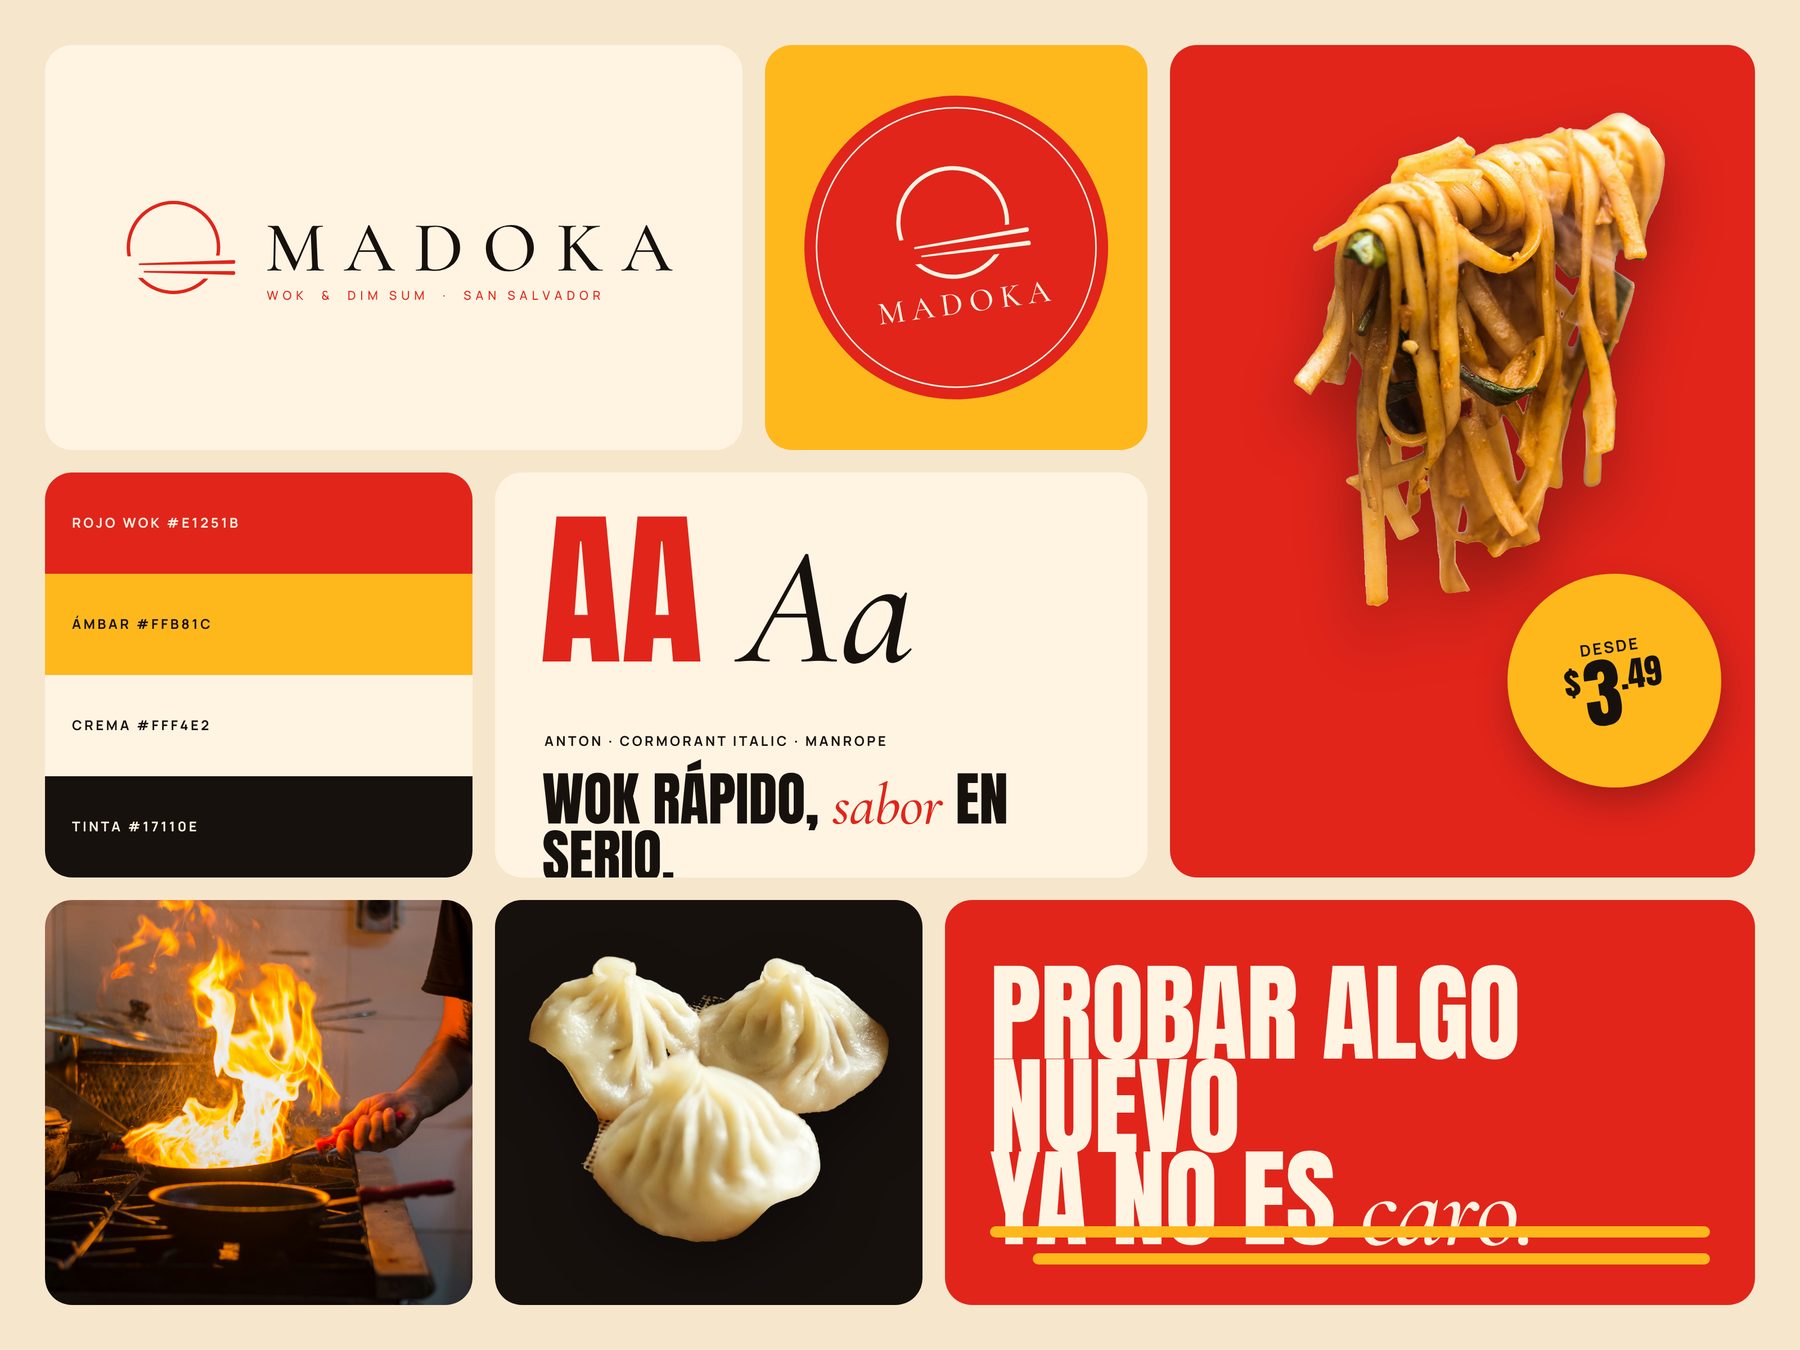 MADOKA
WOK & DIM SUM · SAN SALVADOR
MADOKA
DESDE
$3.49
ROJO WOK #E1251B
ÁMBAR #FFB81C
CREMA #FFF4E2
TINTA #17110E
AA Aa
ANTON · CORMORANT ITALIC · MANROPE
WOK RÁPIDO, sabor EN
SERIO.
PROBAR ALGO
NUEVO
YA NO ES caro.